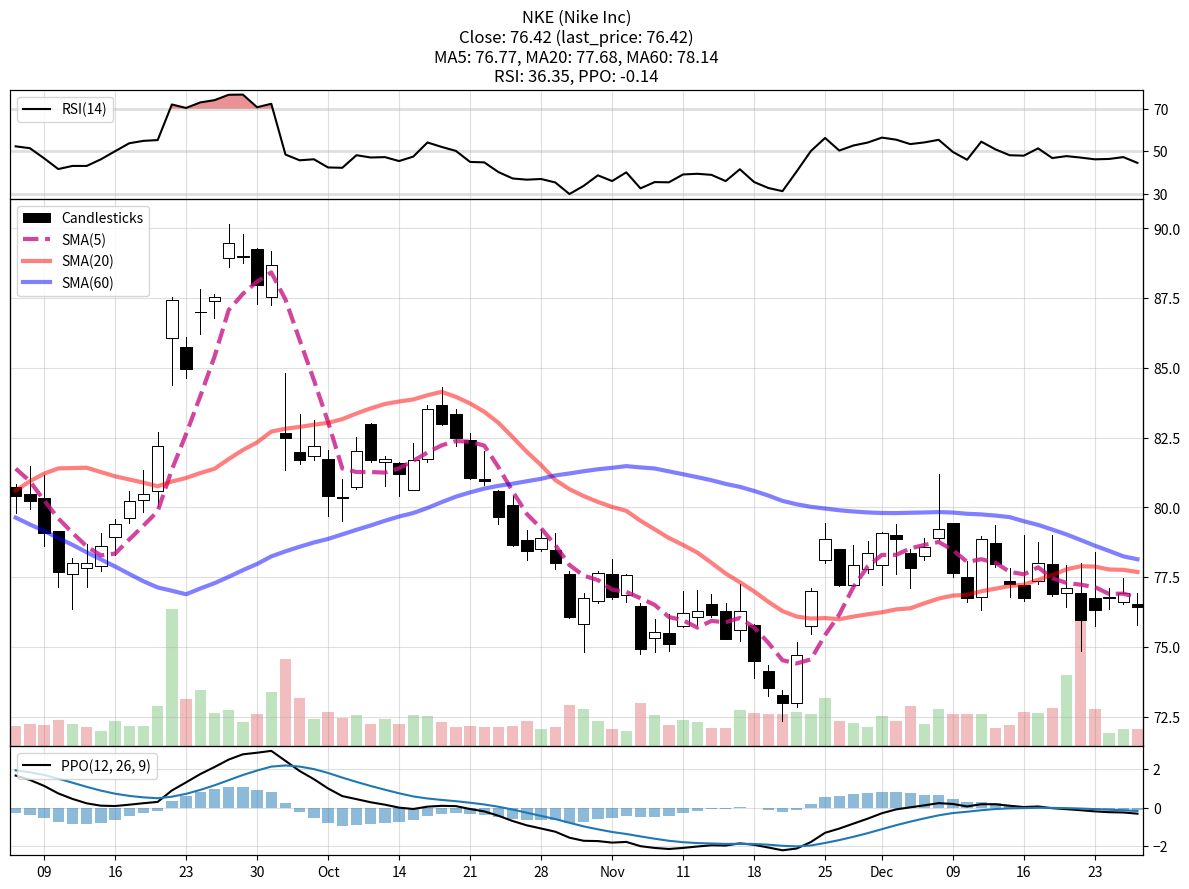 NKE (Nike Inc)
Close: 76.42 (last_price: 76.42)
MA5: 76.77, MA20: 77.68, MA60: 78.14
RSI: 36.35, PPO: -0.14
RSI(14)
70
50
30
Candlesticks
SMA(5)
SMA(20)
SMA(60)
90.0
87.5
85.0
82.5
80.0
77.5
75.0
72.5
PPO(12, 26, 9)
2
0
−2
09 16 23 30 Oct 14 21 28 Nov 11 18 25 Dec 09 16 23